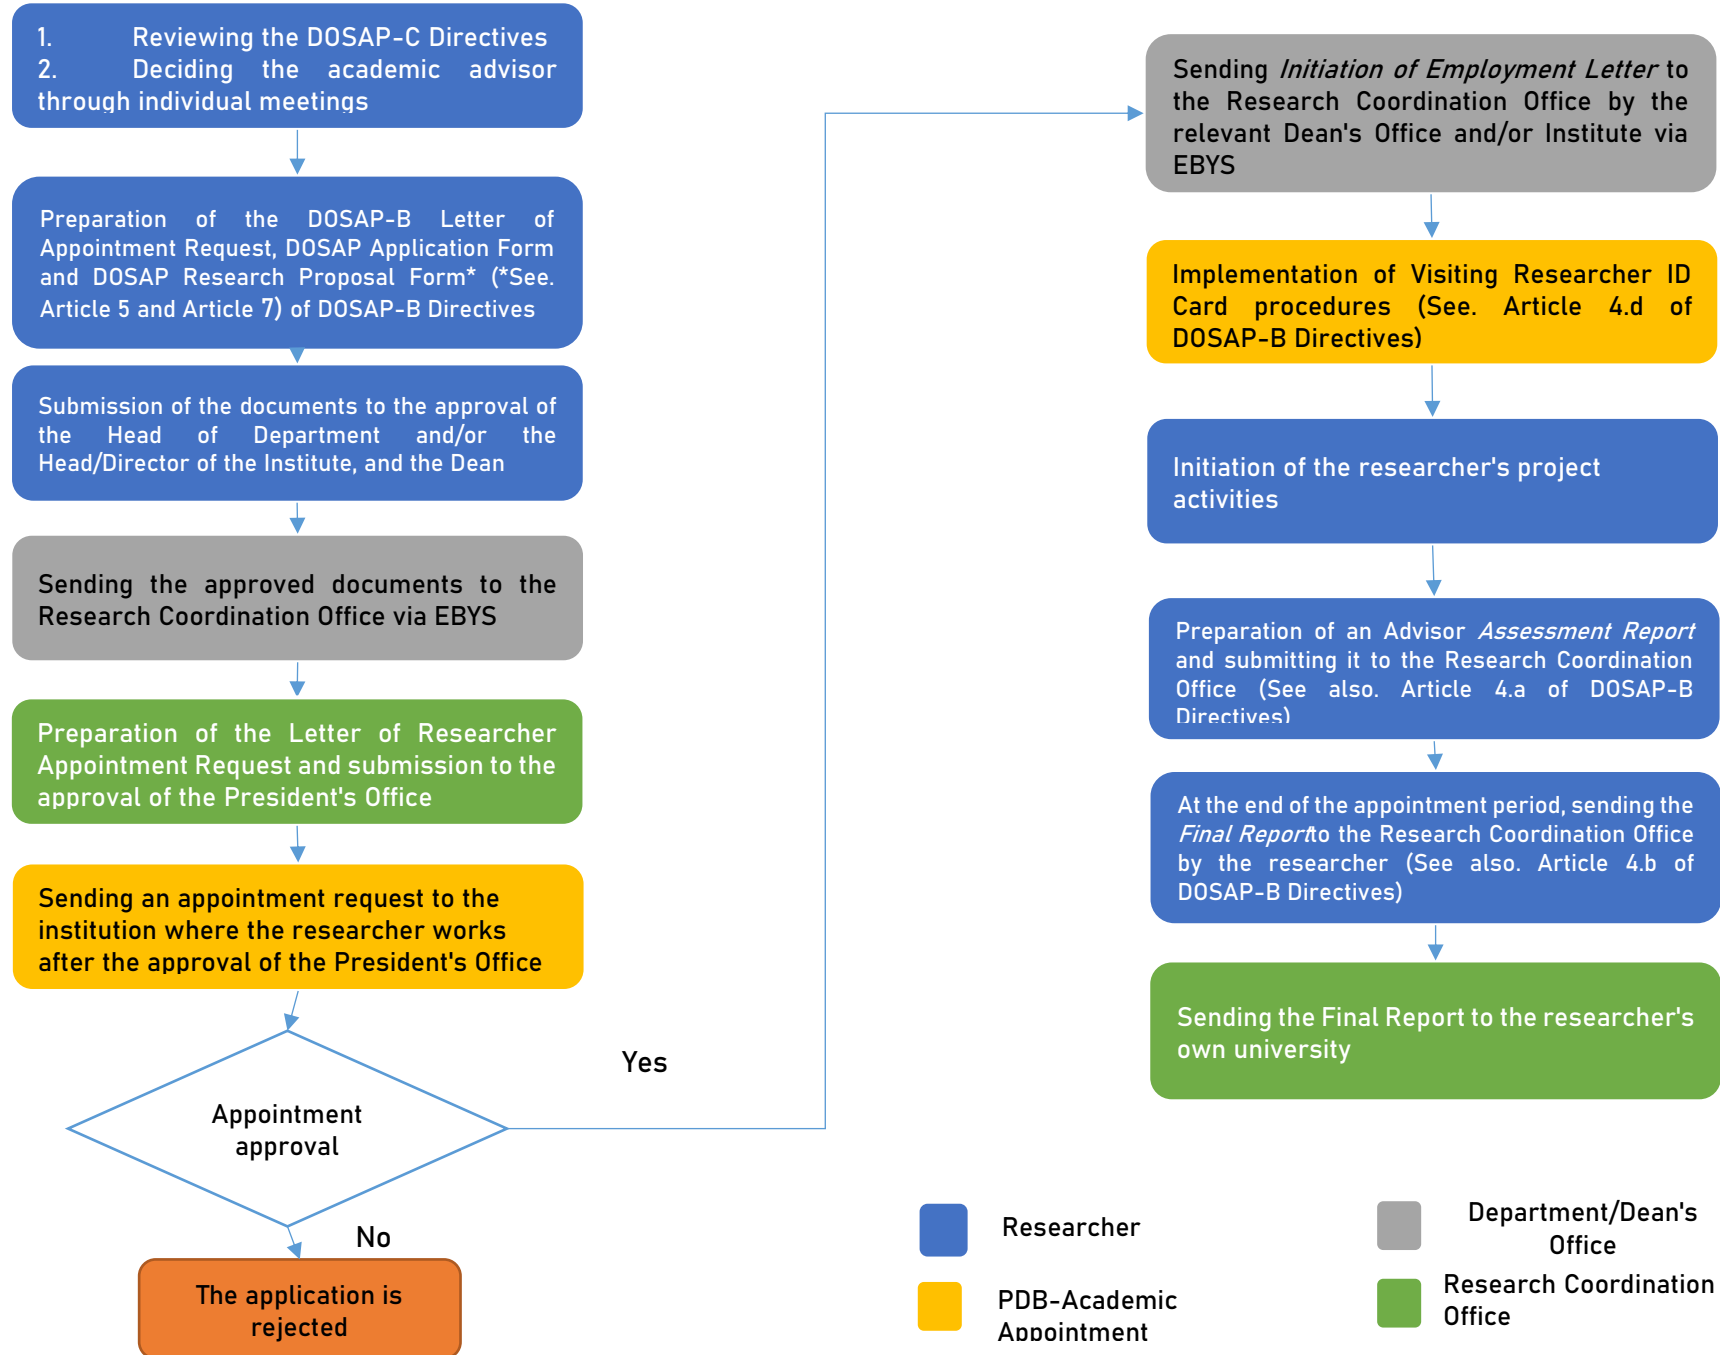 1. Reviewing the DOSAP-C Directives
2. Deciding the academic advisor
through individual meetings
Preparation of the DOSAP-B Letter of
Appointment Request, DOSAP Application Form
and DOSAP Research Proposal Form* (*See.
Article 5 and Article 7) of DOSAP-B Directives
Submission of the documents to the approval of
the Head of Department and/or the
Head/Director of the Institute, and the Dean
Sending the approved documents to the
Research Coordination Office via EBYS
Preparation of the Letter of Researcher
Appointment Request and submission to the
approval of the President's Office
Sending an appointment request to the
institution where the researcher works
after the approval of the President's Office
Appointment
approval
Yes
No
The application is
rejected
Sending Initiation of Employment Letter to
the Research Coordination Office by the
relevant Dean's Office and/or Institute via
EBYS
Implementation of Visiting Researcher ID
Card procedures (See. Article 4.d of
DOSAP-B Directives)
Initiation of the researcher's project
activities
Preparation of an Advisor Assessment Report
and submitting it to the Research Coordination
Office (See also. Article 4.a of DOSAP-B
Directives)
At the end of the appointment period, sending the
Final Report to the Research Coordination Office
by the researcher (See also. Article 4.b of
DOSAP-B Directives)
Sending the Final Report to the researcher's
own university
Researcher
Department/Dean's
Office
PDB-Academic
Appointment
Research Coordination
Office